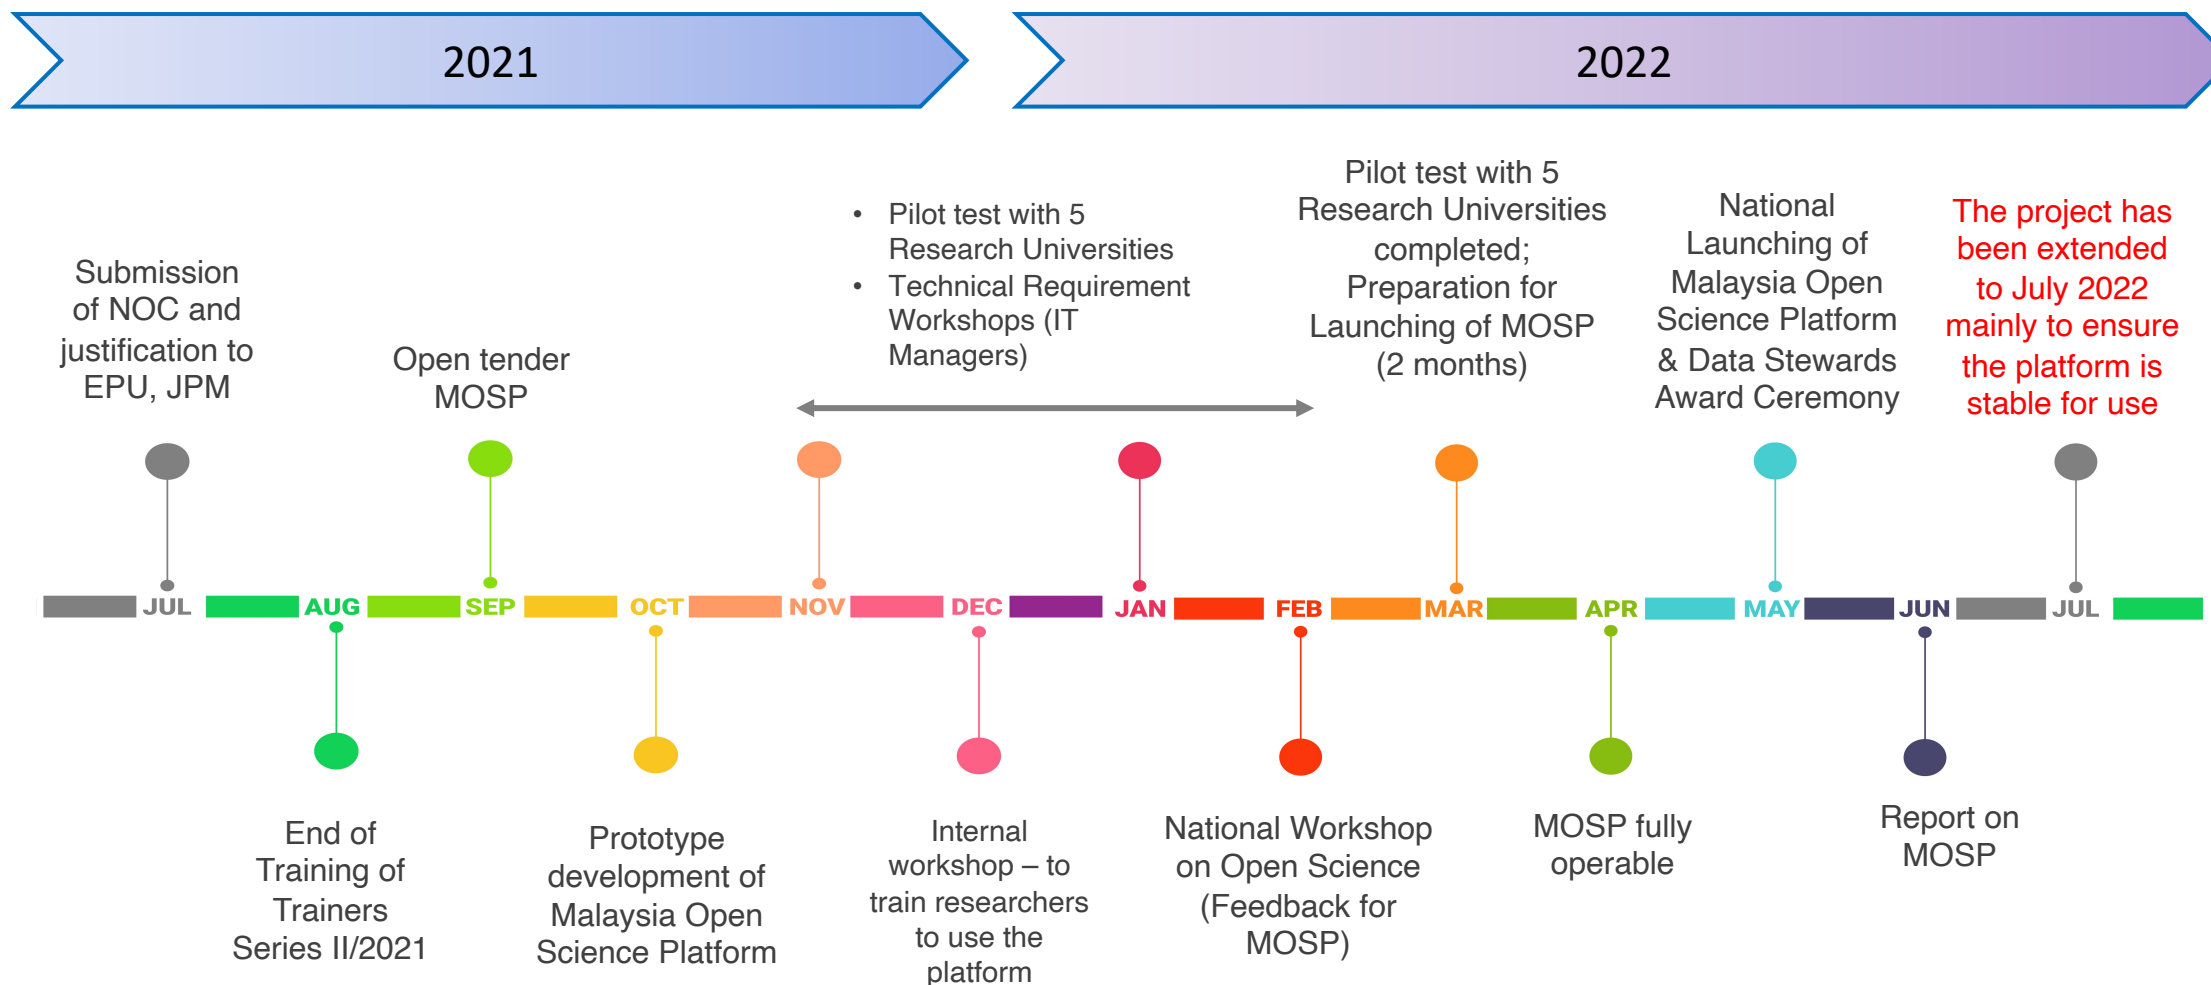 2021
2022
Submission
of NOC and
justification to
EPU, JPM
Open tender
MOSP
• Pilot test with 5
Research Universities
• Technical Requirement
Workshops (IT
Managers)
Pilot test with 5
Research Universities
completed;
Preparation for
Launching of MOSP
(2 months)
National
Launching of
Malaysia Open
Science Platform
& Data Stewards
Award Ceremony
The project has
been extended
to July 2022
mainly to ensure
the platform is
stable for use
JUL AUG SEP OCT NOV DEC JAN FEB MAR APR MAY JUN JUL
End of
Training of
Trainers
Series II/2021
Prototype
development of
Malaysia Open
Science Platform
Internal
workshop – to
train researchers
to use the
platform
National Workshop
on Open Science
(Feedback for
MOSP)
MOSP fully
operable
Report on
MOSP